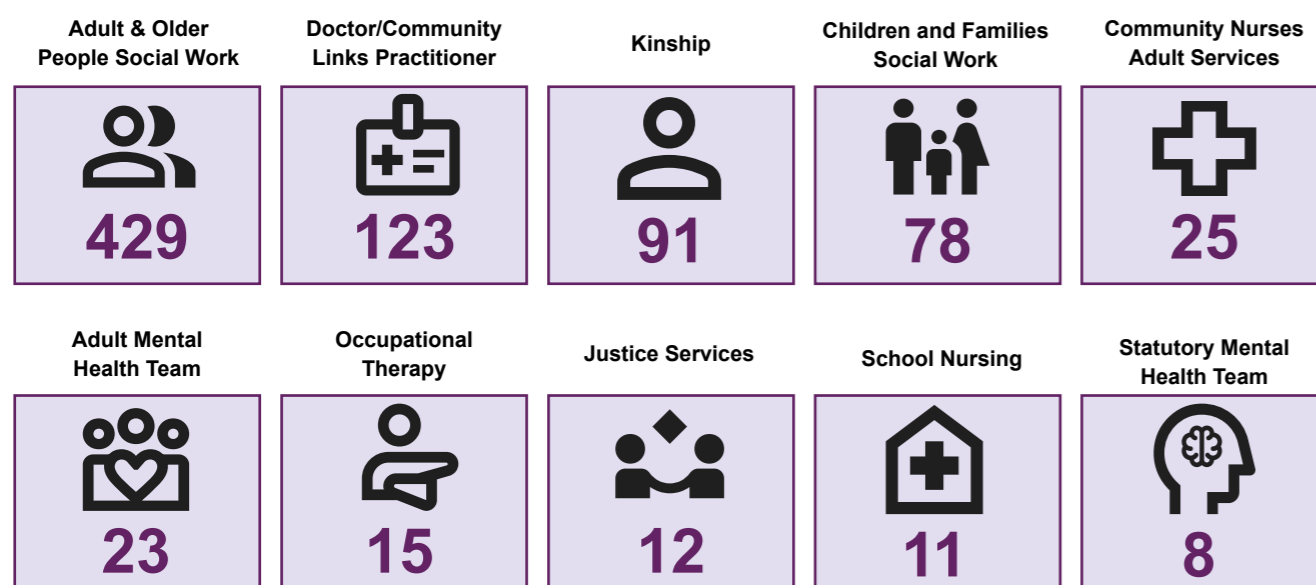 Adult & Older
People Social Work
Doctor/Community
Links Practitioner
Kinship
Children and Families
Social Work
Community Nurses
Adult Services
429
123
91
78
25
Adult Mental
Health Team
Occupational
Therapy
Justice Services
School Nursing
Statutory Mental
Health Team
23
15
12
11
8